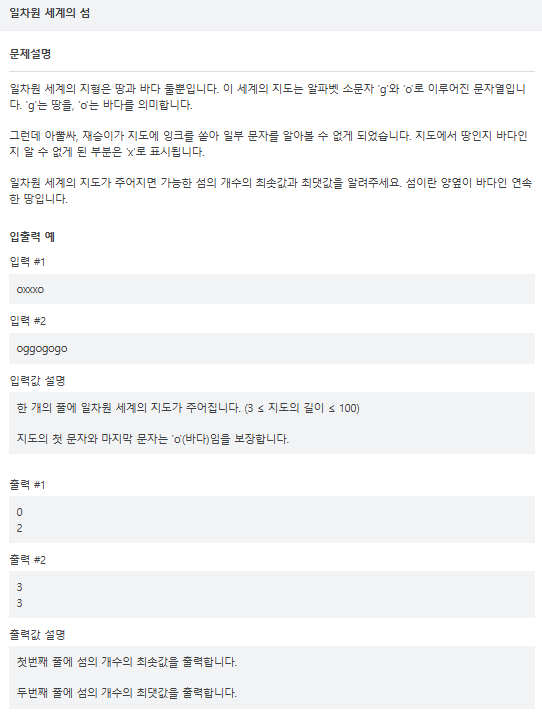 일차원 세계의 섬
문제설명
일차원 세계의 지형은 땅과 바다 둘뿐입니다. 이 세계의 지도는 알파벳 소문자 'g'와 'o'로 이루어진 문자열입니
다. 'g'는 땅을, 'o'는 바다를 의미합니다.
그런데 아뿔싸, 재승이가 지도에 잉크를 쏟아 일부 문자를 알아볼 수 없게 되었습니다. 지도에서 땅인지 바다인
지 알 수 없게 된 부분은 'x'로 표시됩니다.
일차원 세계의 지도가 주어지면 가능한 섬의 개수의 최솟값과 최댓값을 알려주세요. 섬이란 양옆이 바다인 연속
한 땅입니다.
입출력 예
입력 #1
oxxxo
입력 #2
oggogogo
입력값 설명
한 개의 줄에 일차원 세계의 지도가 주어집니다. (3 ≤ 지도의 길이 ≤ 100)
지도의 첫 문자와 마지막 문자는 'o'(바다)임을 보장합니다.
출력 #1
0
2
출력 #2
3
3
출력값 설명
첫번째 줄에 섬의 개수의 최솟값을 출력합니다.
두번째 줄에 섬의 개수의 최댓값을 출력합니다.